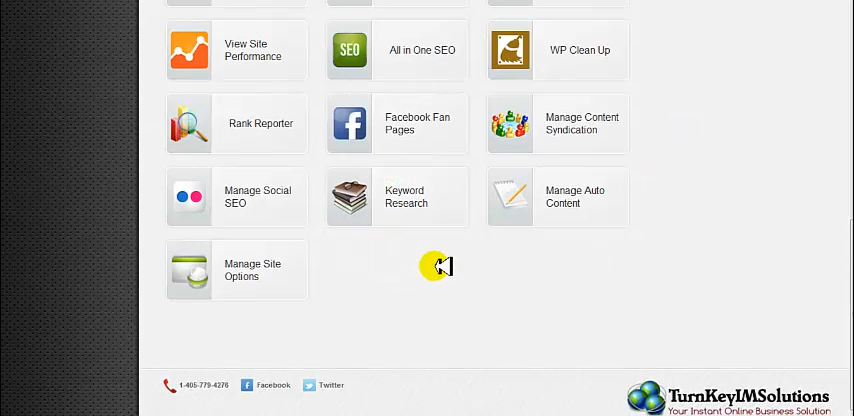 View Site
Performance
SEO
All in One SEO
WP Clean Up
Rank Reporter
Facebook Fan
Pages
Manage Content
Syndication
Manage Social
SEO
Keyword
Research
Manage Auto
Content
Manage Site
Options
1-405-779-4276
Facebook
Twitter
TurnKeyIMSolutions
Your Instant Online Business Solution